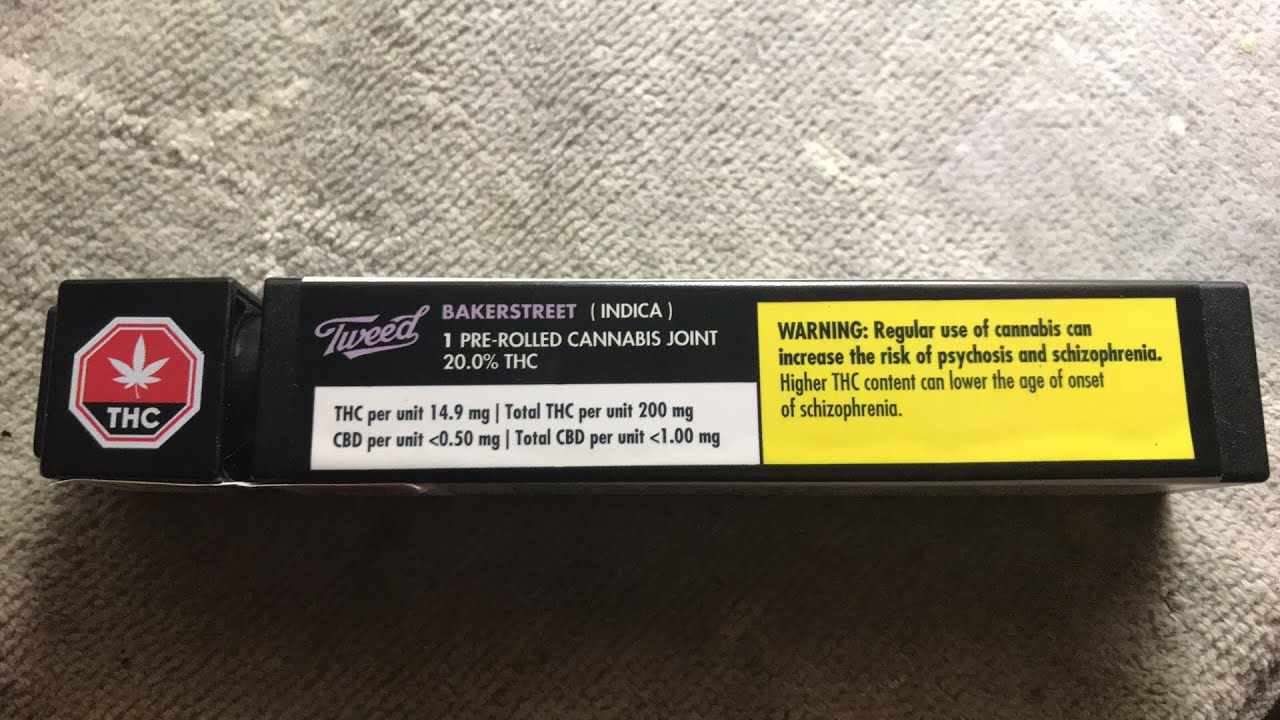 THC
Tweed
BAKERSTREET ( INDICA )
1 PRE-ROLLED CANNABIS JOINT
20.0% THC
THC per unit 14.9 mg | Total THC per unit 200 mg
CBD per unit <0.50 mg | Total CBD per unit <1.00 mg
WARNING: Regular use of cannabis can
increase the risk of psychosis and schizophrenia.
Higher THC content can lower the age of onset
of schizophrenia.